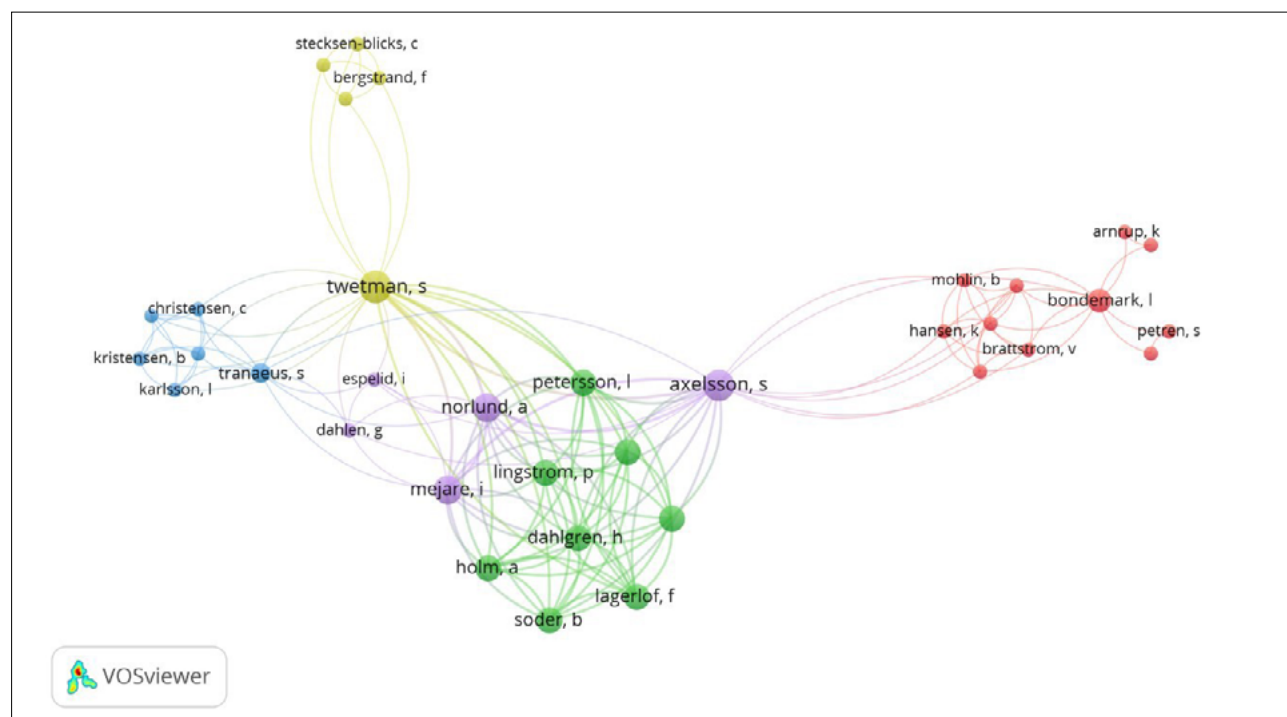 stecksen-blicks, c
bergstrand, f
arnrup, k
twetman, s
mohlin, b
bondemark, l
christensen, c
hansen, k
petren, s
brattstrom, v
kristensen, b
tranaeus, s
karlsson, l
espelid, i
petersson, l
axelsson, s
norlund, a
dahlen, g
lingstrom, p
mejare, i
dahlgren, h
holm, a
lagerlof, f
soder, b
VOSviewer